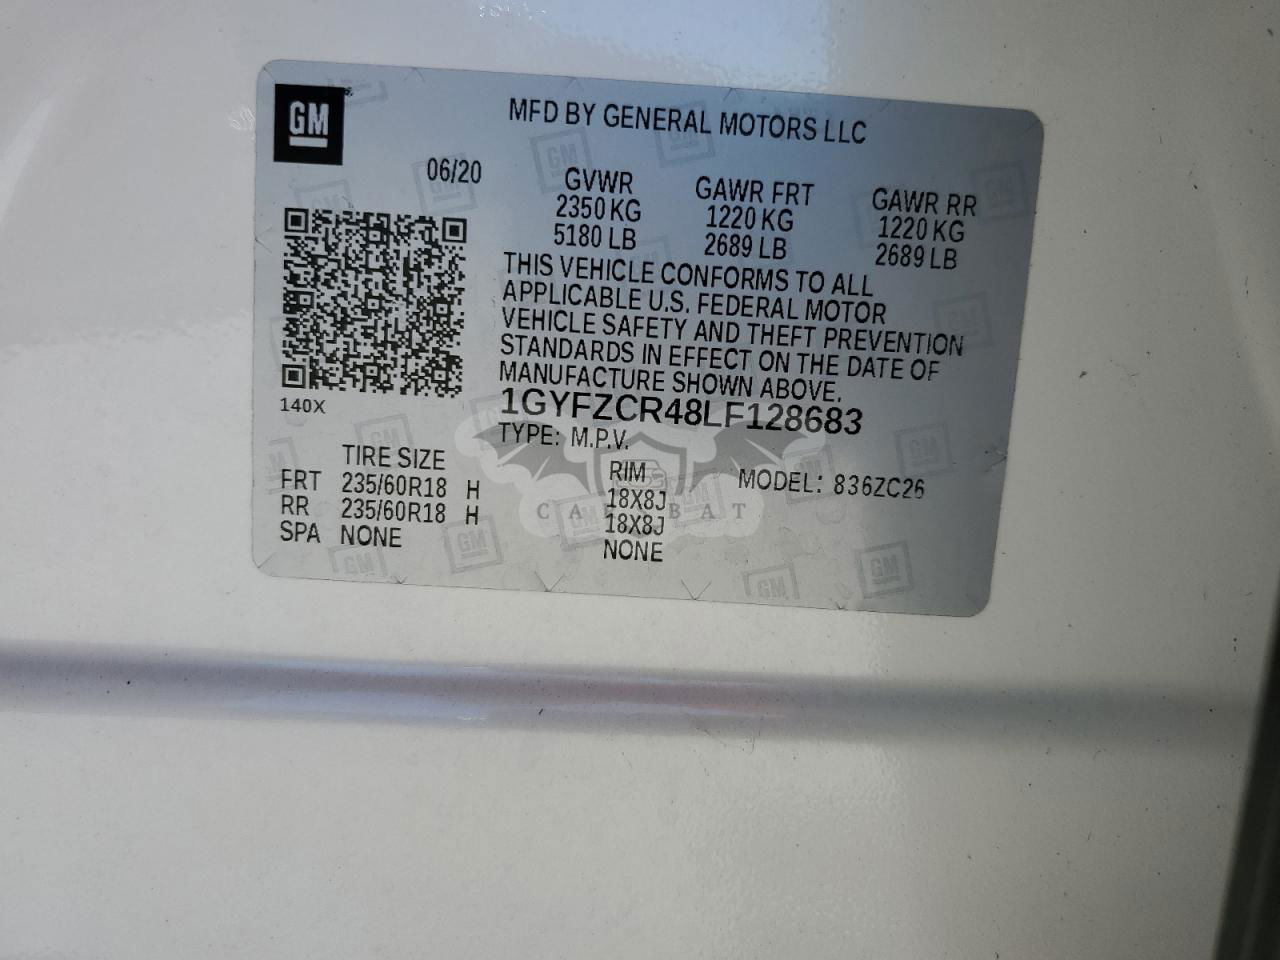 GM
MFD BY GENERAL MOTORS LLC
06/20
GVWR GAWR FRT GAWR RR
2350 KG 1220 KG 1220 KG
5180 LB 2689 LB 2689 LB
THIS VEHICLE CONFORMS TO ALL
APPLICABLE U.S. FEDERAL MOTOR
VEHICLE SAFETY AND THEFT PREVENTION
STANDARDS IN EFFECT ON THE DATE OF
MANUFACTURE SHOWN ABOVE.
140X
1GYFZCR48LF128683
TYPE: M.P.V.
TIRE SIZE RIM MODEL: 836ZC26
FRT 235/60R18 H 18X8J
RR 235/60R18 H 18X8J
SPA NONE NONE